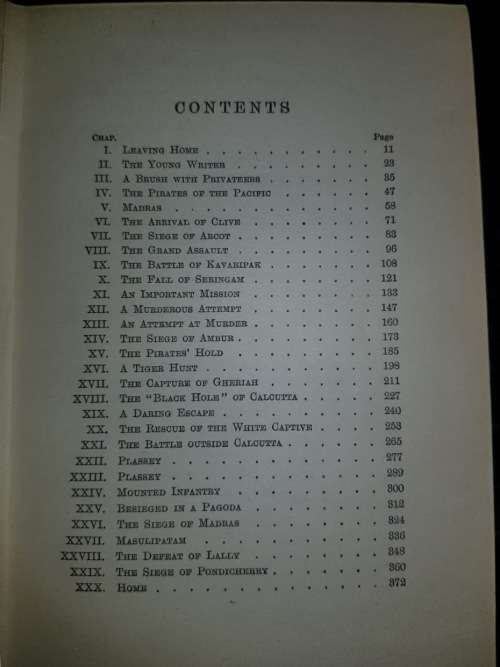 CONTENTS
CHAP. Page
I. LEAVING HOME . . . . . . . . . . . 11
II. THE YOUNG WRITER . . . . . . . . . 23
III. A BRUSH WITH PRIVATEERS . . . . . . . 35
IV. THE PIRATES OF THE PACIFIC . . . . . . 47
V. MADRAS . . . . . . . . . . . . 58
VI. THE ARRIVAL OF CLIVE . . . . . . . . 71
VII. THE SIEGE OF ARCOT . . . . . . . . . 83
VIII. THE GRAND ASSAULT . . . . . . . . . 96
IX. THE BATTLE OF KAVARIPAK . . . . . . . 108
X. THE FALL OF SERINGAM . . . . . . . . 121
XI. AN IMPORTANT MISSION . . . . . . . . 133
XII. A MURDEROUS ATTEMPT . . . . . . . . 147
XIII. AN ATTEMPT AT MURDER . . . . . . . . 160
XIV. THE SIEGE OF AMBUR . . . . . . . . . 173
XV. THE PIRATES' HOLD . . . . . . . . . 185
XVI. A TIGER HUNT . . . . . . . . . . 198
XVII. THE CAPTURE OF GHERIAH . . . . . . . 211
XVIII. THE "BLACK HOLE" OF CALCUTTA . . . . . 227
XIX. A DARING ESCAPE . . . . . . . . . 240
XX. THE RESCUE OF THE WHITE CAPTIVE . . . . 253
XXI. THE BATTLE OUTSIDE CALCUTTA . . . . . . 265
XXII. PLASSEY . . . . . . . . . . . . 277
XXIII. PLASSEY . . . . . . . . . . . . 289
XXIV. MOUNTED INFANTRY . . . . . . . . . 300
XXV. BESIEGED IN A PAGODA . . . . . . . . 312
XXVI. THE SIEGE OF MADRAS . . . . . . . . 324
XXVII. MASULIPATAM . . . . . . . . . . 336
XXVIII. THE DEFEAT OF LALLY . . . . . . . . 348
XXIX. THE SIEGE OF PONDICHERRY . . . . . . . 360
XXX. HOME . . . . . . . . . . . . . 372